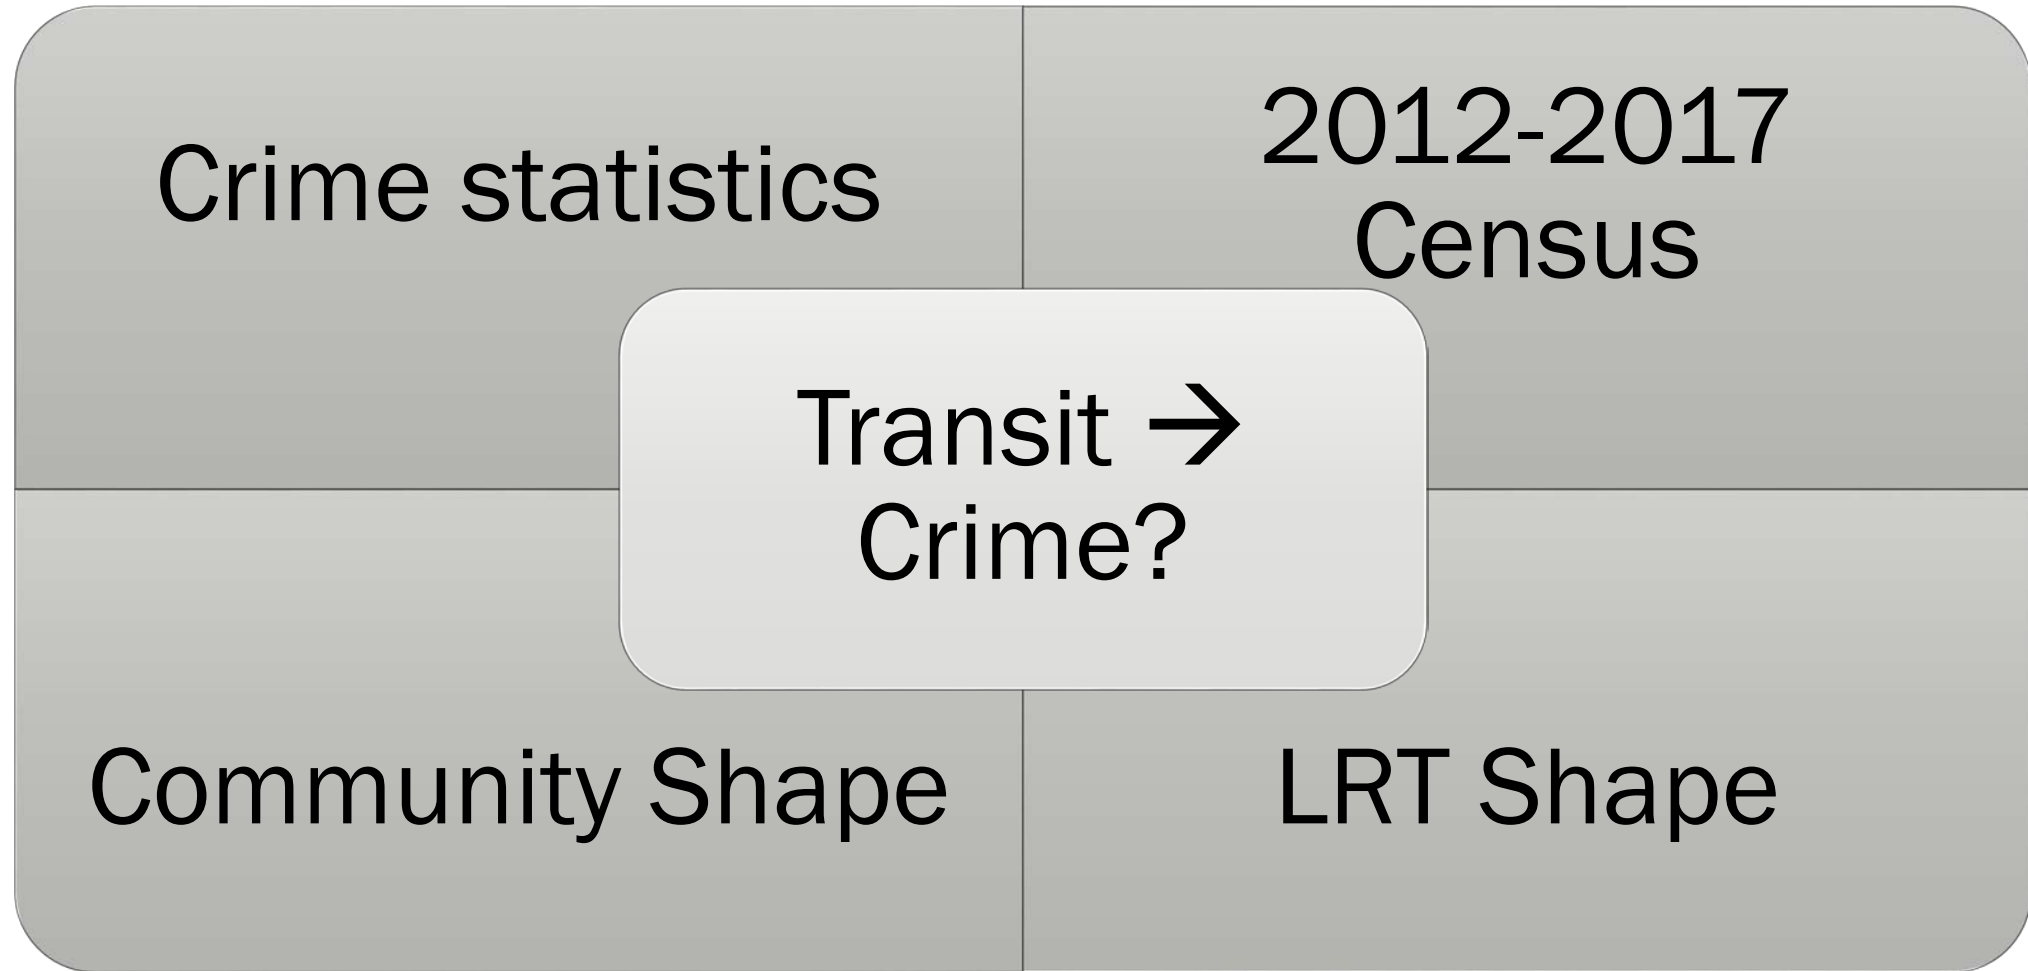 Crime statistics
2012-2017
Census
Transit →
Crime?
Community Shape
LRT Shape